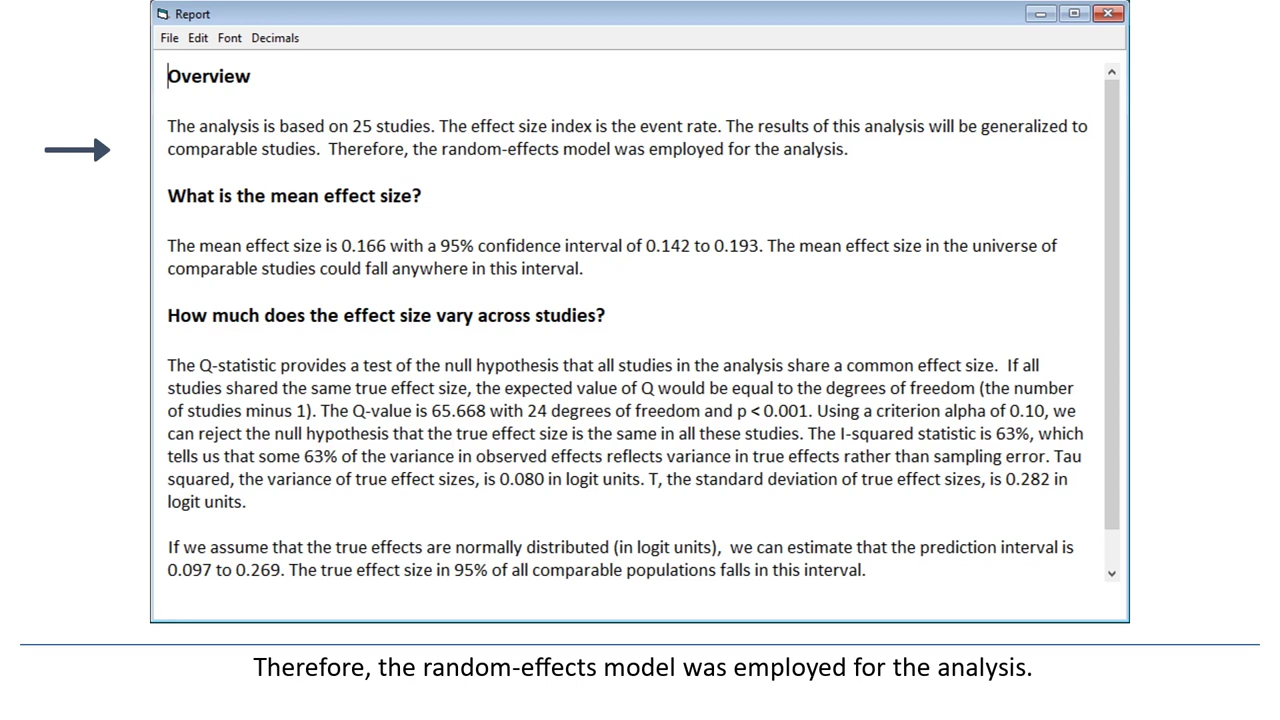 Report
File Edit Font Decimals
Overview
The analysis is based on 25 studies. The effect size index is the event rate. The results of this analysis will be generalized to
comparable studies.  Therefore, the random-effects model was employed for the analysis.
What is the mean effect size?
The mean effect size is 0.166 with a 95% confidence interval of 0.142 to 0.193. The mean effect size in the universe of
comparable studies could fall anywhere in this interval.
How much does the effect size vary across studies?
The Q-statistic provides a test of the null hypothesis that all studies in the analysis share a common effect size.  If all
studies shared the same true effect size, the expected value of Q would be equal to the degrees of freedom (the number
of studies minus 1). The Q-value is 65.668 with 24 degrees of freedom and p < 0.001. Using a criterion alpha of 0.10, we
can reject the null hypothesis that the true effect size is the same in all these studies. The I-squared statistic is 63%, which
tells us that some 63% of the variance in observed effects reflects variance in true effects rather than sampling error. Tau
squared, the variance of true effect sizes, is 0.080 in logit units. T, the standard deviation of true effect sizes, is 0.282 in
logit units.
If we assume that the true effects are normally distributed (in logit units),  we can estimate that the prediction interval is
0.097 to 0.269. The true effect size in 95% of all comparable populations falls in this interval.
Therefore, the random-effects model was employed for the analysis.